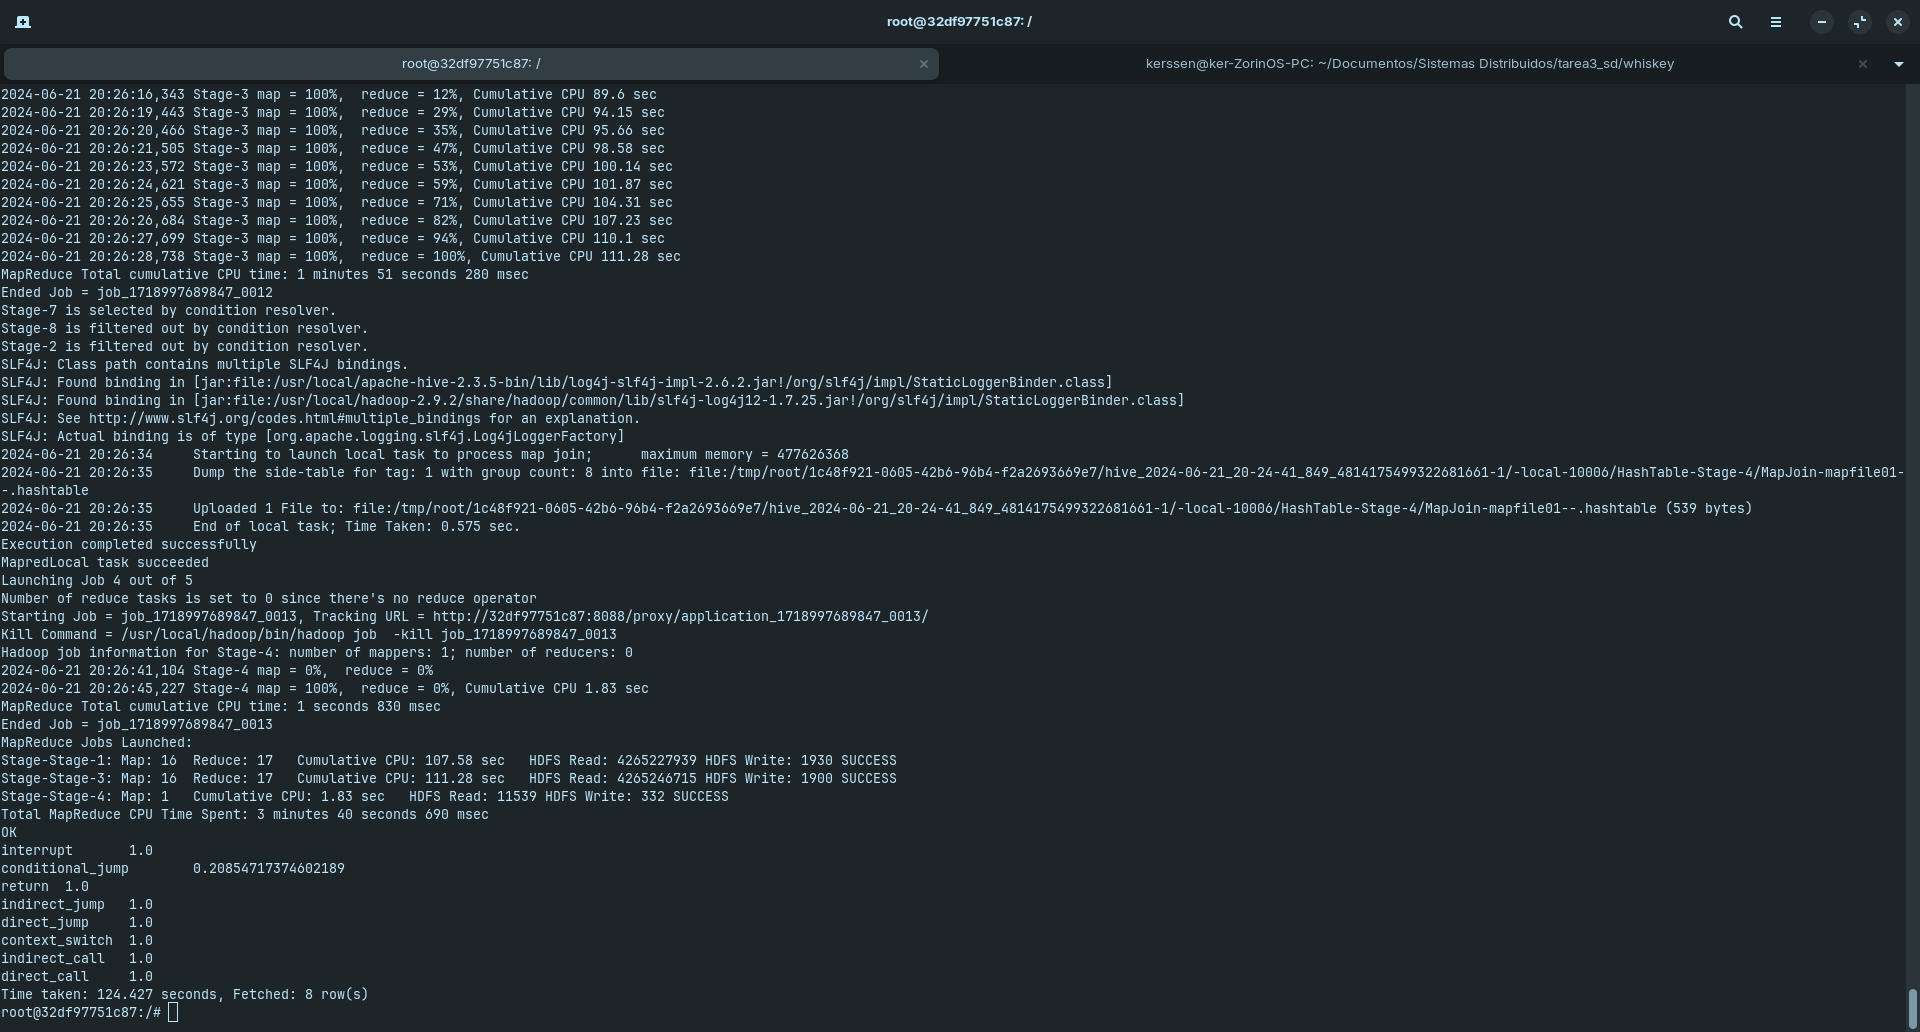 root@32df97751c87: /
root@32df97751c87: /
kerssen@ker-ZorinOS-PC: ~/Documentos/Sistemas Distribuidos/tarea3_sd/whiskey
2024-06-21 20:26:16,343 Stage-3 map = 100%,  reduce = 12%, Cumulative CPU 89.6 sec
2024-06-21 20:26:19,443 Stage-3 map = 100%,  reduce = 29%, Cumulative CPU 94.15 sec
2024-06-21 20:26:20,466 Stage-3 map = 100%,  reduce = 35%, Cumulative CPU 95.66 sec
2024-06-21 20:26:21,505 Stage-3 map = 100%,  reduce = 47%, Cumulative CPU 98.58 sec
2024-06-21 20:26:23,572 Stage-3 map = 100%,  reduce = 53%, Cumulative CPU 100.14 sec
2024-06-21 20:26:24,621 Stage-3 map = 100%,  reduce = 59%, Cumulative CPU 101.87 sec
2024-06-21 20:26:25,655 Stage-3 map = 100%,  reduce = 71%, Cumulative CPU 104.31 sec
2024-06-21 20:26:26,684 Stage-3 map = 100%,  reduce = 82%, Cumulative CPU 107.23 sec
2024-06-21 20:26:27,699 Stage-3 map = 100%,  reduce = 94%, Cumulative CPU 110.1 sec
2024-06-21 20:26:28,738 Stage-3 map = 100%,  reduce = 100%, Cumulative CPU 111.28 sec
MapReduce Total cumulative CPU time: 1 minutes 51 seconds 280 msec
Ended Job = job_1718997689847_0012
Stage-7 is selected by condition resolver.
Stage-8 is filtered out by condition resolver.
Stage-2 is filtered out by condition resolver.
SLF4J: Class path contains multiple SLF4J bindings.
SLF4J: Found binding in [jar:file:/usr/local/apache-hive-2.3.5-bin/lib/log4j-slf4j-impl-2.6.2.jar!/org/slf4j/impl/StaticLoggerBinder.class]
SLF4J: Found binding in [jar:file:/usr/local/hadoop-2.9.2/share/hadoop/common/lib/slf4j-log4j12-1.7.25.jar!/org/slf4j/impl/StaticLoggerBinder.class]
SLF4J: See http://www.slf4j.org/codes.html#multiple_bindings for an explanation.
SLF4J: Actual binding is of type [org.apache.logging.slf4j.Log4jLoggerFactory]
2024-06-21 20:26:34     Starting to launch local task to process map join;      maximum memory = 477626368
2024-06-21 20:26:35     Dump the side-table for tag: 1 with group count: 8 into file: file:/tmp/root/1c48f921-0605-42b6-96b4-f2a2693669e7/hive_2024-06-21_20-24-41_849_4814175499322681661-1/-local-10006/HashTable-Stage-4/MapJoin-mapfile01-
-.hashtable
2024-06-21 20:26:35     Uploaded 1 File to: file:/tmp/root/1c48f921-0605-42b6-96b4-f2a2693669e7/hive_2024-06-21_20-24-41_849_4814175499322681661-1/-local-10006/HashTable-Stage-4/MapJoin-mapfile01--.hashtable (539 bytes)
2024-06-21 20:26:35     End of local task; Time Taken: 0.575 sec.
Execution completed successfully
MapredLocal task succeeded
Launching Job 4 out of 5
Number of reduce tasks is set to 0 since there's no reduce operator
Starting Job = job_1718997689847_0013, Tracking URL = http://32df97751c87:8088/proxy/application_1718997689847_0013/
Kill Command = /usr/local/hadoop/bin/hadoop job  -kill job_1718997689847_0013
Hadoop job information for Stage-4: number of mappers: 1; number of reducers: 0
2024-06-21 20:26:41,104 Stage-4 map = 0%,  reduce = 0%
2024-06-21 20:26:45,227 Stage-4 map = 100%,  reduce = 0%, Cumulative CPU 1.83 sec
MapReduce Total cumulative CPU time: 1 seconds 830 msec
Ended Job = job_1718997689847_0013
MapReduce Jobs Launched:
Stage-Stage-1: Map: 16  Reduce: 17   Cumulative CPU: 107.58 sec   HDFS Read: 4265227939 HDFS Write: 1930 SUCCESS
Stage-Stage-3: Map: 16  Reduce: 17   Cumulative CPU: 111.28 sec   HDFS Read: 4265246715 HDFS Write: 1900 SUCCESS
Stage-Stage-4: Map: 1   Cumulative CPU: 1.83 sec   HDFS Read: 11539 HDFS Write: 332 SUCCESS
Total MapReduce CPU Time Spent: 3 minutes 40 seconds 690 msec
OK
interrupt       1.0
conditional_jump        0.20854717374602189
return  1.0
indirect_jump   1.0
direct_jump     1.0
context_switch  1.0
indirect_call   1.0
direct_call     1.0
Time taken: 124.427 seconds, Fetched: 8 row(s)
root@32df97751c87:/#